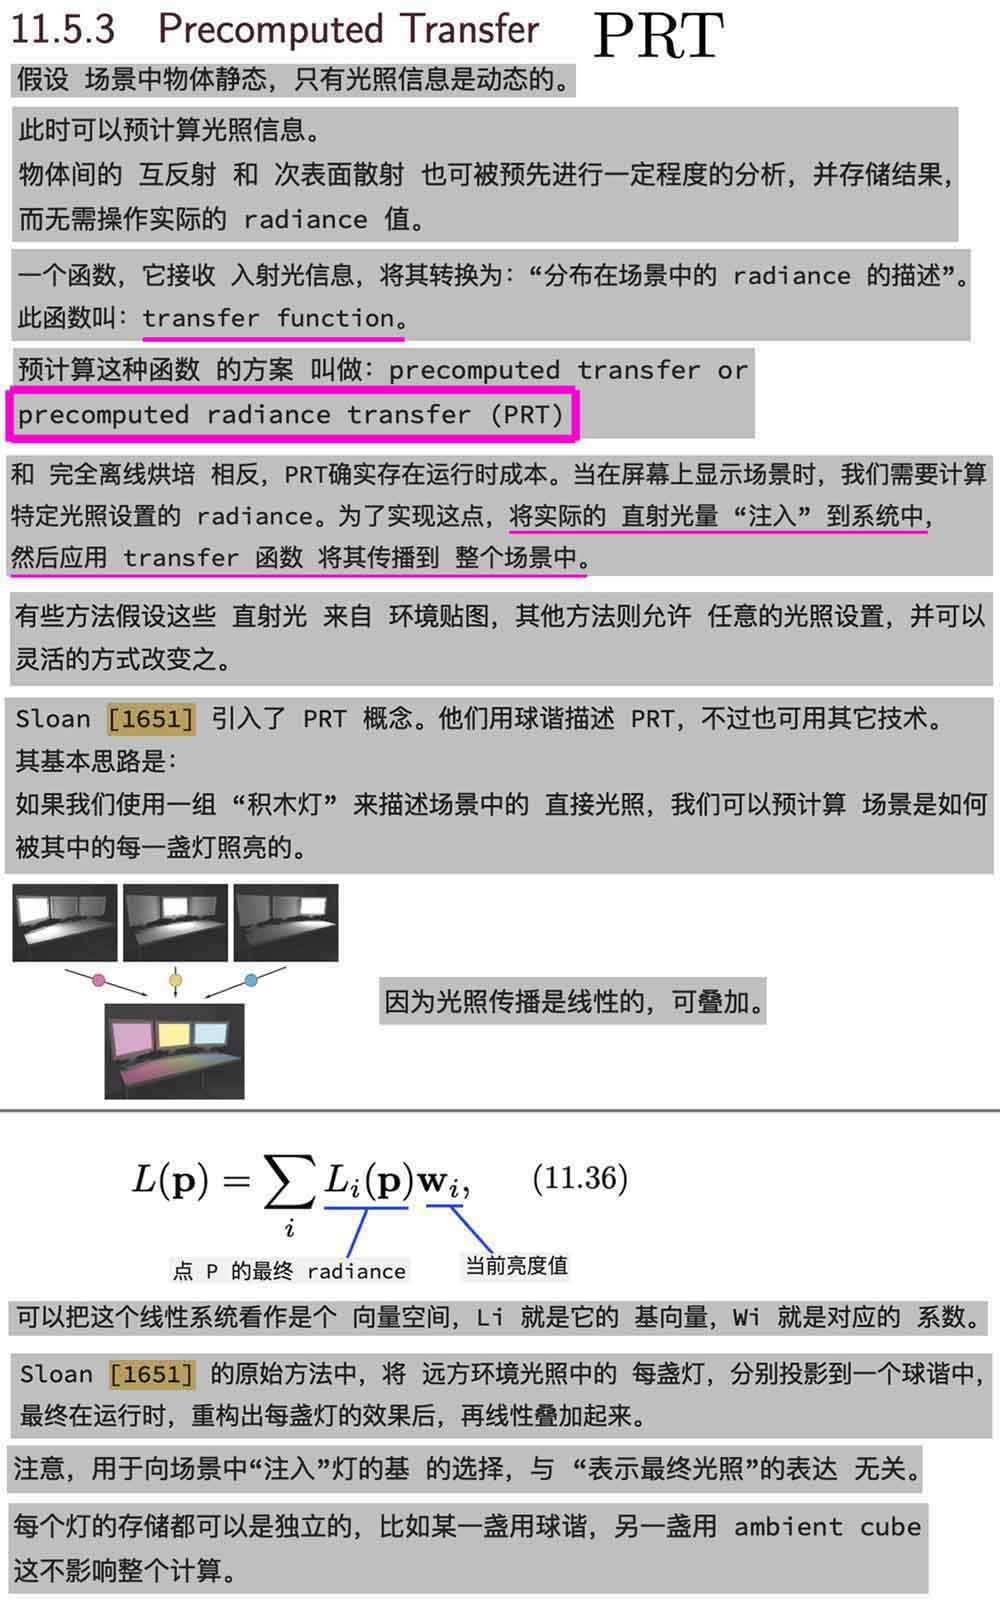 11.5.3 Precomputed Transfer PRT
假设 场景中物体静态，只有光照信息是动态的。
此时可以预计算光照信息。
物体间的 互反射 和 次表面散射 也可被预先进行一定程度的分析，并存储结果，
而无需操作实际的 radiance 值。
一个函数，它接收 入射光信息，将其转换为：“分布在场景中的 radiance 的描述”。
此函数叫：transfer function。
预计算这种函数 的方案 叫做：precomputed transfer or
precomputed radiance transfer (PRT)
和 完全离线烘培 相反，PRT确实存在运行时成本。当在屏幕上显示场景时，我们需要计算
特定光照设置的 radiance。为了实现这点，将实际的 直射光量 “注入” 到系统中，
然后应用 transfer 函数 将其传播到 整个场景中。
有些方法假设这些 直射光 来自 环境贴图，其他方法则允许 任意的光照设置，并可以
灵活的方式改变之。
Sloan [1651] 引入了 PRT 概念。他们用球谐描述 PRT，不过也可用其它技术。
其基本思路是：
如果我们使用一组 “积木灯” 来描述场景中的 直接光照，我们可以预计算 场景是如何
被其中的每一盏灯照亮的。
因为光照传播是线性的，可叠加。
L(p) = ∑ᵢ Lᵢ(p)wᵢ, (11.36)
点 P 的最终 radiance
当前亮度值
可以把这个线性系统看作是个 向量空间，Li 就是它的 基向量，Wi 就是对应的 系数。
Sloan [1651] 的原始方法中，将 远方环境光照中的 每盏灯，分别投影到一个球谐中，
最终在运行时，重构出每盏灯的效果后，再线性叠加起来。
注意，用于向场景中“注入”灯的基 的选择，与 “表示最终光照”的表达 无关。
每个灯的存储都可以是独立的，比如某一盏用球谐，另一盏用 ambient cube
这不影响整个计算。